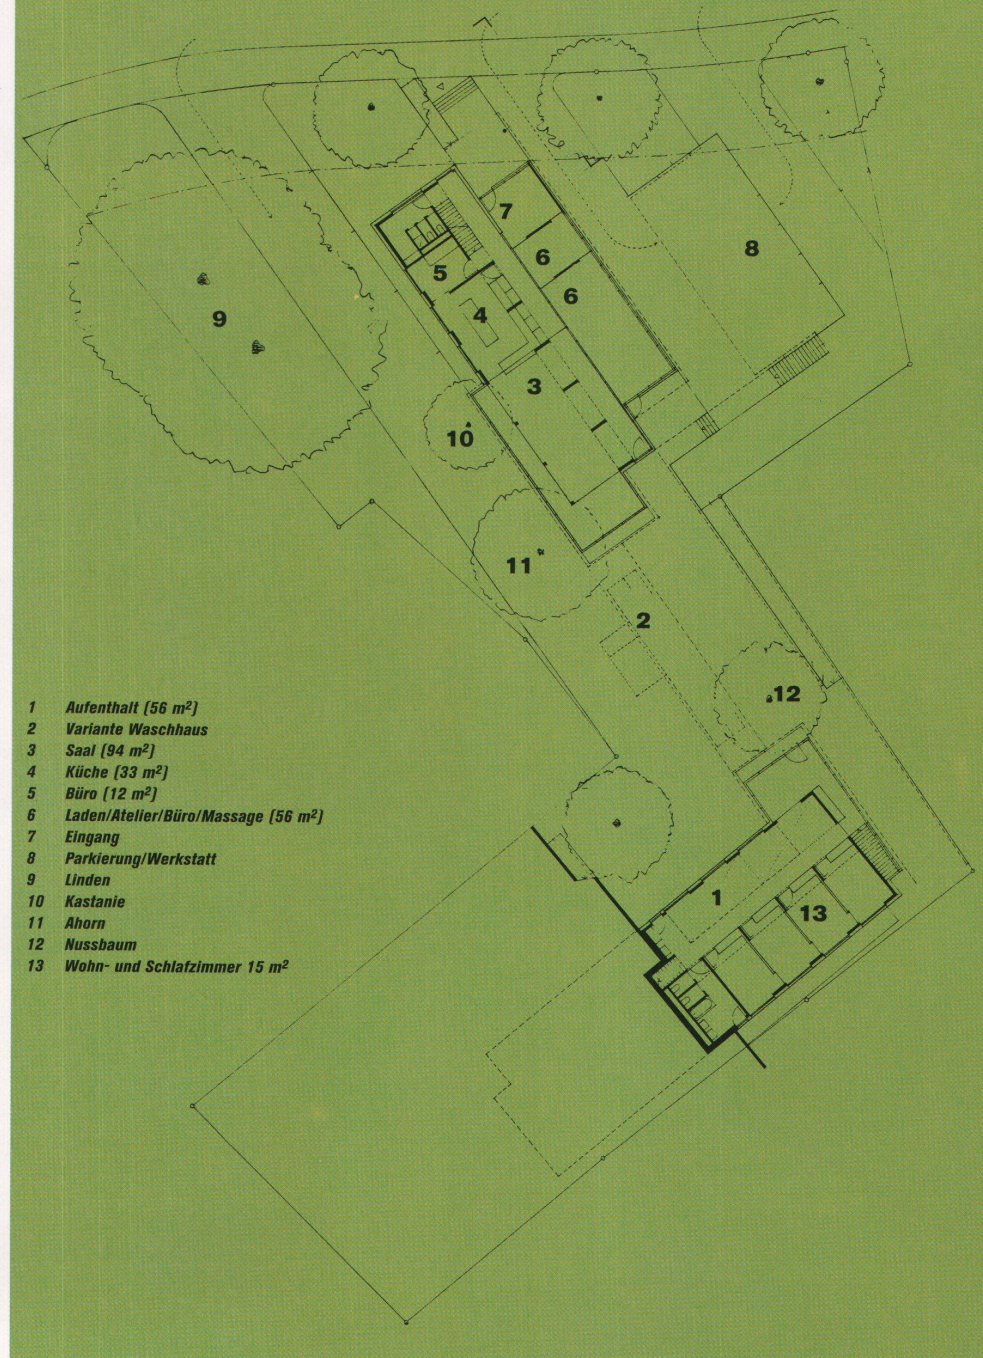 7
6
6
8
5
4
9
3
10
11
2
12
1
13
1 Aufenthalt (56 m²)
2 Variante Waschhaus
3 Saal (94 m²)
4 Küche (33 m²)
5 Büro (12 m²)
6 Laden/Atelier/Büro/Massage (56 m²)
7 Eingang
8 Parkierung/Werkstatt
9 Linden
10 Kastanie
11 Ahorn
12 Nussbaum
13 Wohn- und Schlafzimmer 15 m²